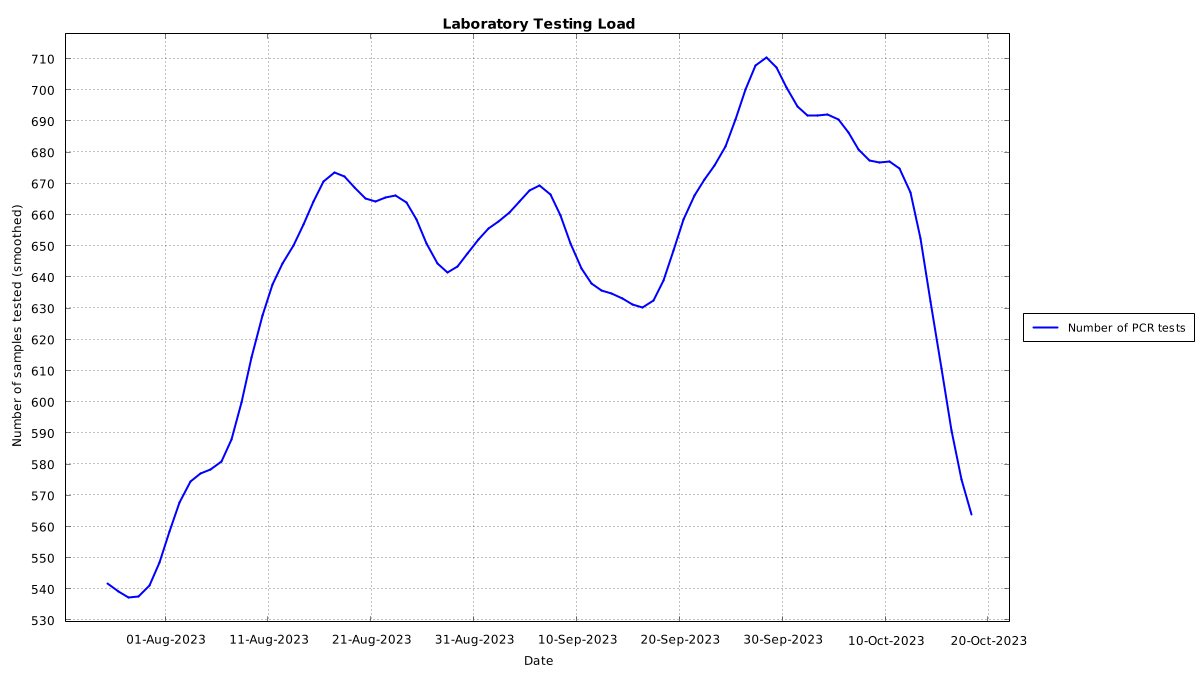 Laboratory Testing Load
Number of samples tested (smoothed)
710
700
690
680
670
660
650
640
630
620
610
600
590
580
570
560
550
540
530
01-Aug-2023
11-Aug-2023
21-Aug-2023
31-Aug-2023
10-Sep-2023
20-Sep-2023
30-Sep-2023
10-Oct-2023
20-Oct-2023
Date
Number of PCR tests